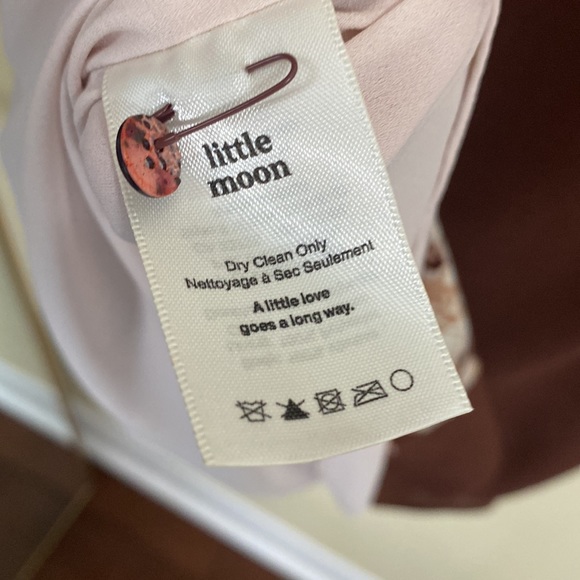 little
moon
Dry Clean Only
Nettoyage à Sec Seulement
A little love
goes a long way.